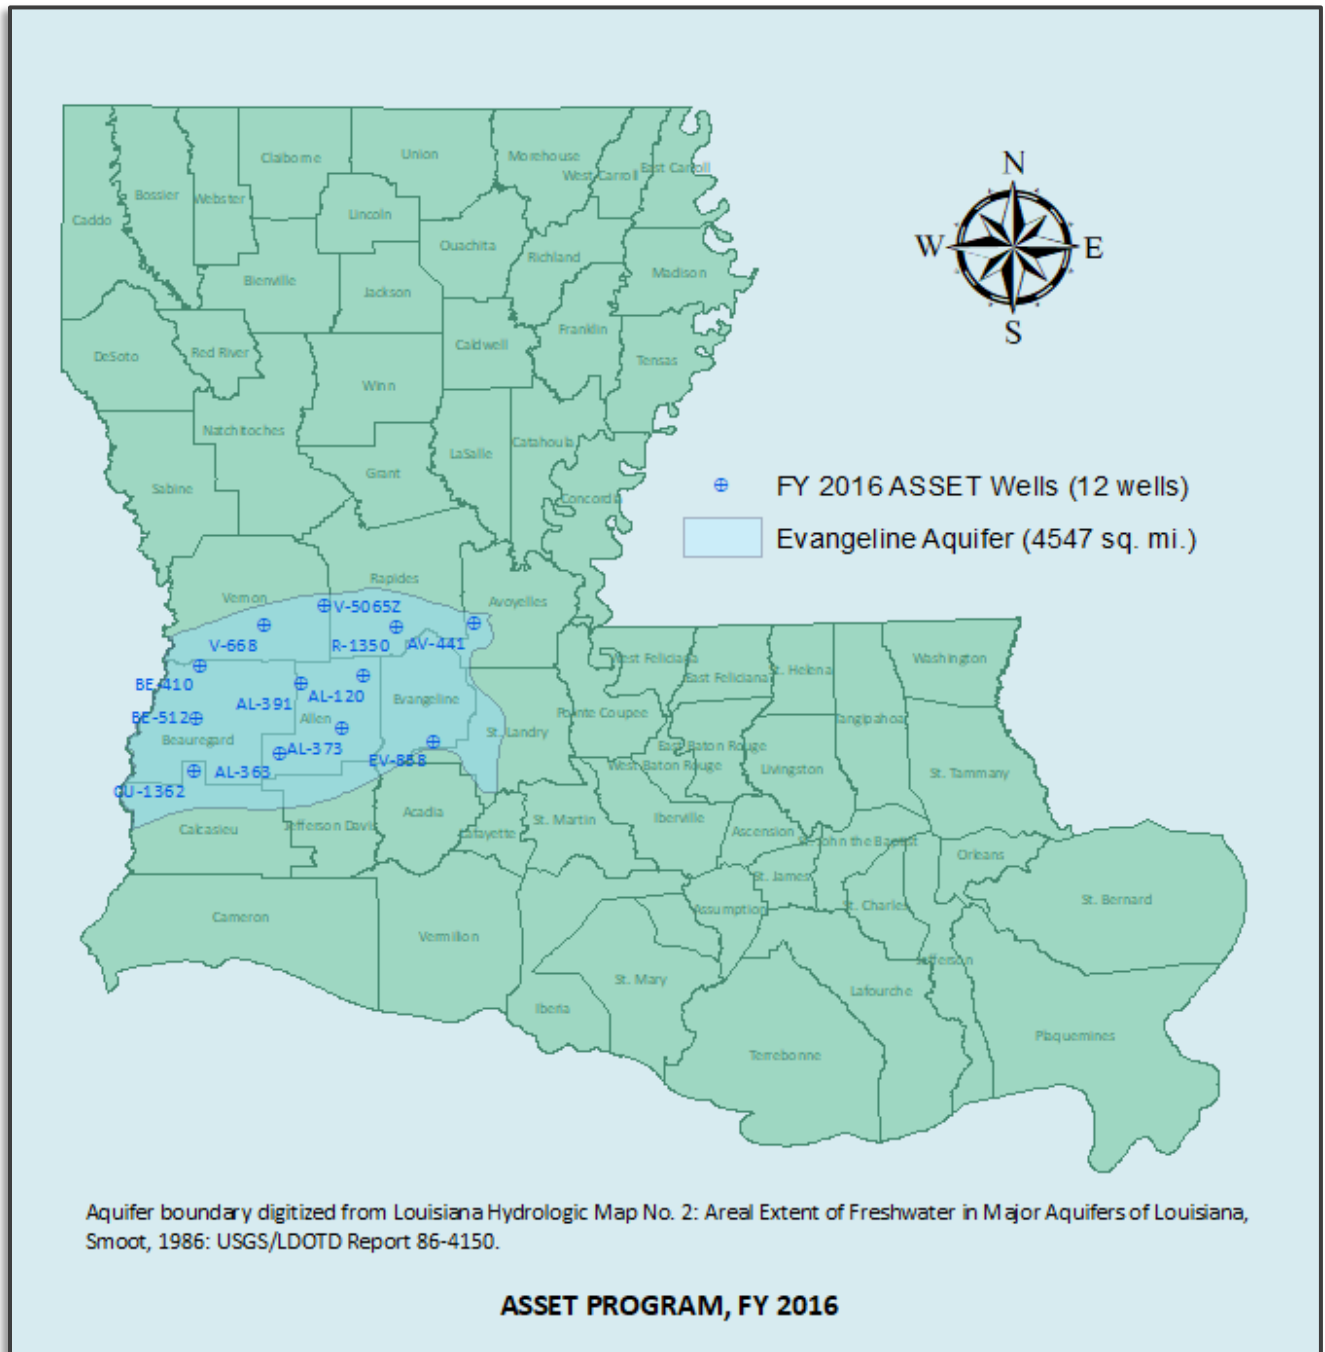 N
W E
S
Claiborne
Union
Morehouse
West Carroll
East Carroll
Bossier
Webster
Caddo
Lincoln
Ouachita
Richland
Madison
Bienville
Jackson
Franklin
DeSoto
Red River
Caldwell
Tensas
Winn
Natchitoches
LaSalle
Catahoula
Grant
Sabine
Concordia
FY 2016 ASSET Wells (12 wells)
Evangeline Aquifer (4547 sq. mi.)
Rapides
Vernon
Avoyelles
V-5065Z
V-668
R-1350
AV-441
West Feliciana
East Feliciana
St. Helena
Washington
BE-410
AL-391
AL-120
Evangeline
BE-512
Allen
Pointe Coupee
Tangipahoa
Beauregard
AL-373
St. Landry
East Baton Rouge
EV-858
West Baton Rouge
Livingston
St. Tammany
AL-363
CU-1362
Acadia
Calcasieu
Jefferson Davis
Lafayette
St. Martin
Iberville
Ascension
St. John the Baptist
Orleans
St. James
St. Bernard
Cameron
Assumption
St. Charles
Vermilion
Jefferson
St. Mary
Lafourche
Iberia
Plaquemines
Terrebonne
Aquifer boundary digitized from Louisiana Hydrologic Map No. 2: Areal Extent of Freshwater in Major Aquifers of Louisiana,
Smoot, 1986: USGS/LDOTD Report 86-4150.
ASSET PROGRAM, FY 2016